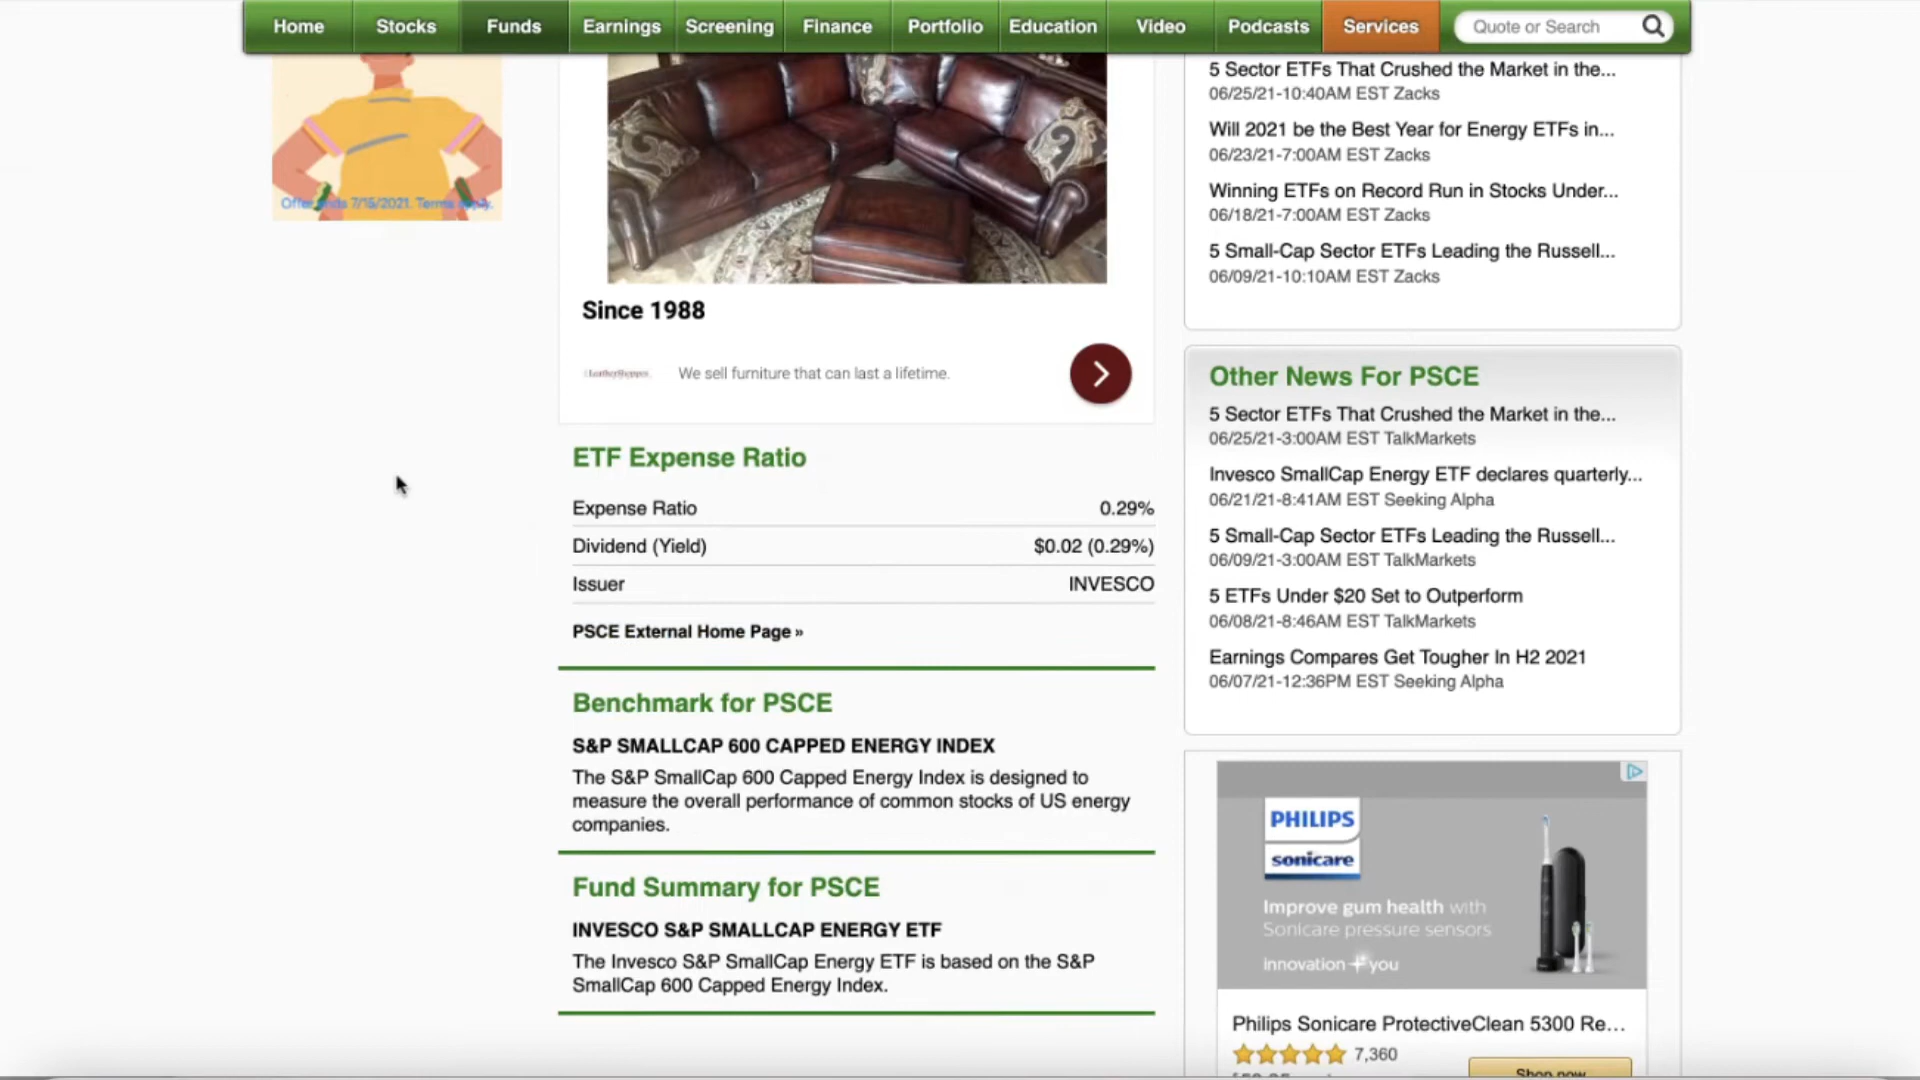 Home Stocks Funds Earnings Screening Finance Portfolio Education Video Podcasts Services Quote or Search
Offer ends 7/15/2021. Terms apply.
Since 1988
We sell furniture that can last a lifetime.
ETF Expense Ratio
Expense Ratio 0.29%
Dividend (Yield) $0.02 (0.29%)
Issuer INVESCO
PSCE External Home Page »
Benchmark for PSCE
S&P SMALLCAP 600 CAPPED ENERGY INDEX
The S&P SmallCap 600 Capped Energy Index is designed to
measure the overall performance of common stocks of US energy
companies.
Fund Summary for PSCE
INVESCO S&P SMALLCAP ENERGY ETF
The Invesco S&P SmallCap Energy ETF is based on the S&P
SmallCap 600 Capped Energy Index.
5 Sector ETFs That Crushed the Market in the...
06/25/21-10:40AM EST Zacks
Will 2021 be the Best Year for Energy ETFs in...
06/23/21-7:00AM EST Zacks
Winning ETFs on Record Run in Stocks Under...
06/18/21-7:00AM EST Zacks
5 Small-Cap Sector ETFs Leading the Russell...
06/09/21-10:10AM EST Zacks
Other News For PSCE
5 Sector ETFs That Crushed the Market in the...
06/25/21-3:00AM EST TalkMarkets
Invesco SmallCap Energy ETF declares quarterly...
06/21/21-8:41AM EST Seeking Alpha
5 Small-Cap Sector ETFs Leading the Russell...
06/09/21-3:00AM EST TalkMarkets
5 ETFs Under $20 Set to Outperform
06/08/21-8:46AM EST TalkMarkets
Earnings Compares Get Tougher In H2 2021
06/07/21-12:36PM EST Seeking Alpha
PHILIPS
sonicare
Improve gum health with
Sonicare pressure sensors
innovation you
Philips Sonicare ProtectiveClean 5300 Re...
7,360
Shop now